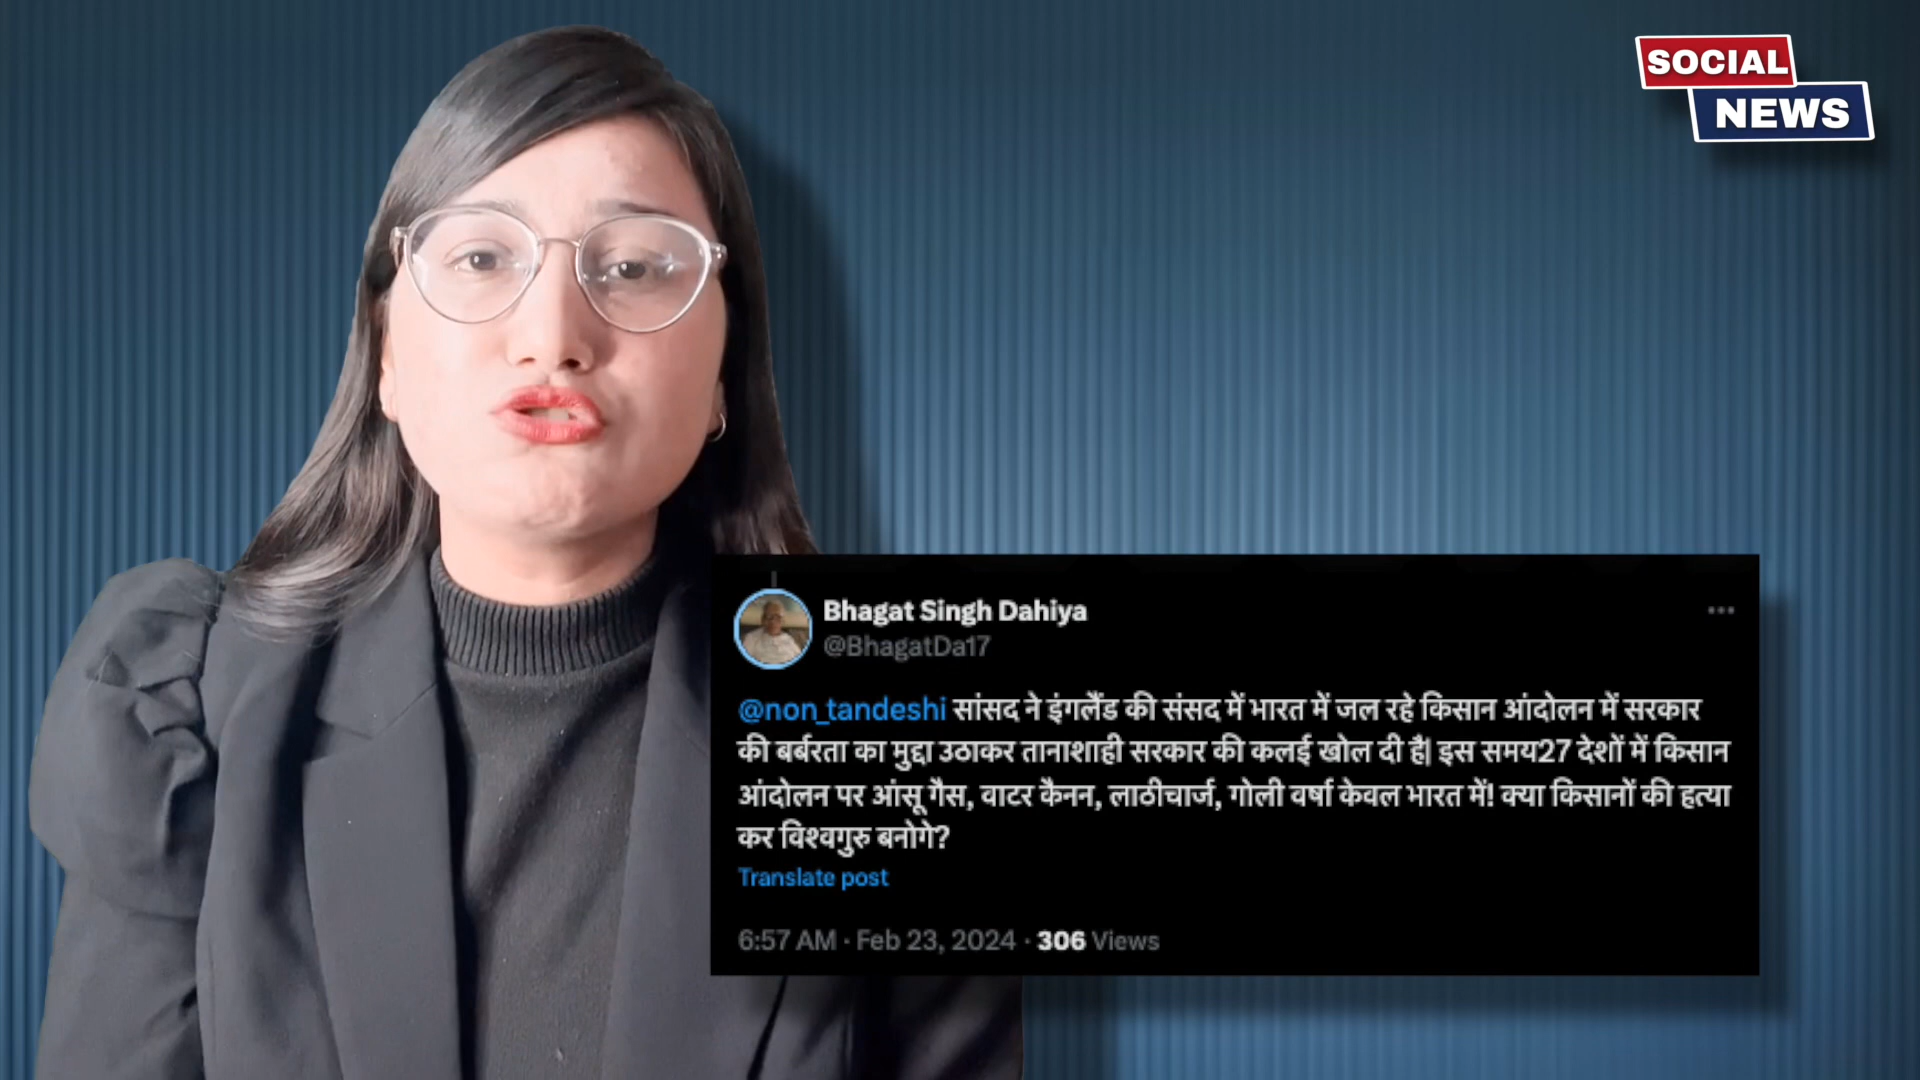 SOCIAL
NEWS
Bhagat Singh Dahiya
@BhagatDa17
@non_tandeshi सांसद ने इंगलैंड की संसद में भारत में जल रहे किसान आंदोलन में सरकार
की बर्बरता का मुद्दा उठाकर तानाशाही सरकार की कलई खोल दी है| इस समय27 देशों में किसान
आंदोलन पर आंसू गैस, वाटर कैनन, लाठीचार्ज, गोली वर्षा केवल भारत में! क्या किसानों की हत्या
कर विश्वगुरु बनोगे?
Translate post
6:57 AM · Feb 23, 2024 · 306 Views